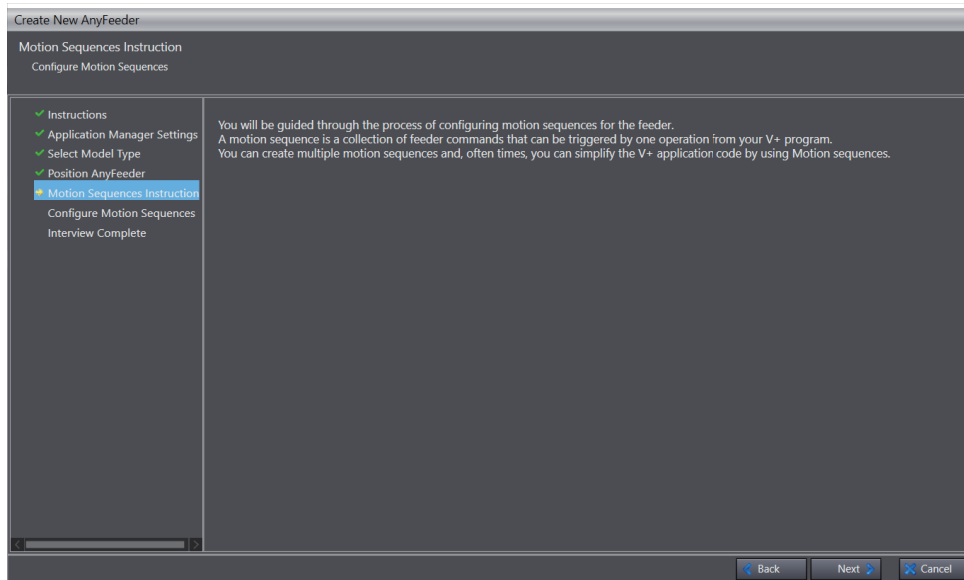 Create New AnyFeeder
Motion Sequences Instruction
Configure Motion Sequences
Instructions
Application Manager Settings
Select Model Type
Position AnyFeeder
Motion Sequences Instruction
Configure Motion Sequences
Interview Complete
You will be guided through the process of configuring motion sequences for the feeder.
A motion sequence is a collection of feeder commands that can be triggered by one operation from your V+ program.
You can create multiple motion sequences and, often times, you can simplify the V+ application code by using Motion sequences.
Back Next Cancel